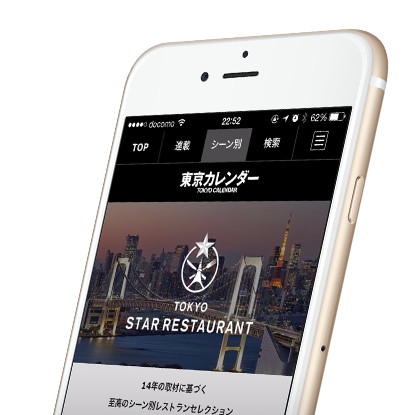 docomo 22:52 62%
TOP 連載 シーン別 検索
東京カレンダー
TOKYO CALENDAR
TOKYO
STAR RESTAURANT
14年の取材に基づく
至高のシーン別レストランセレクション